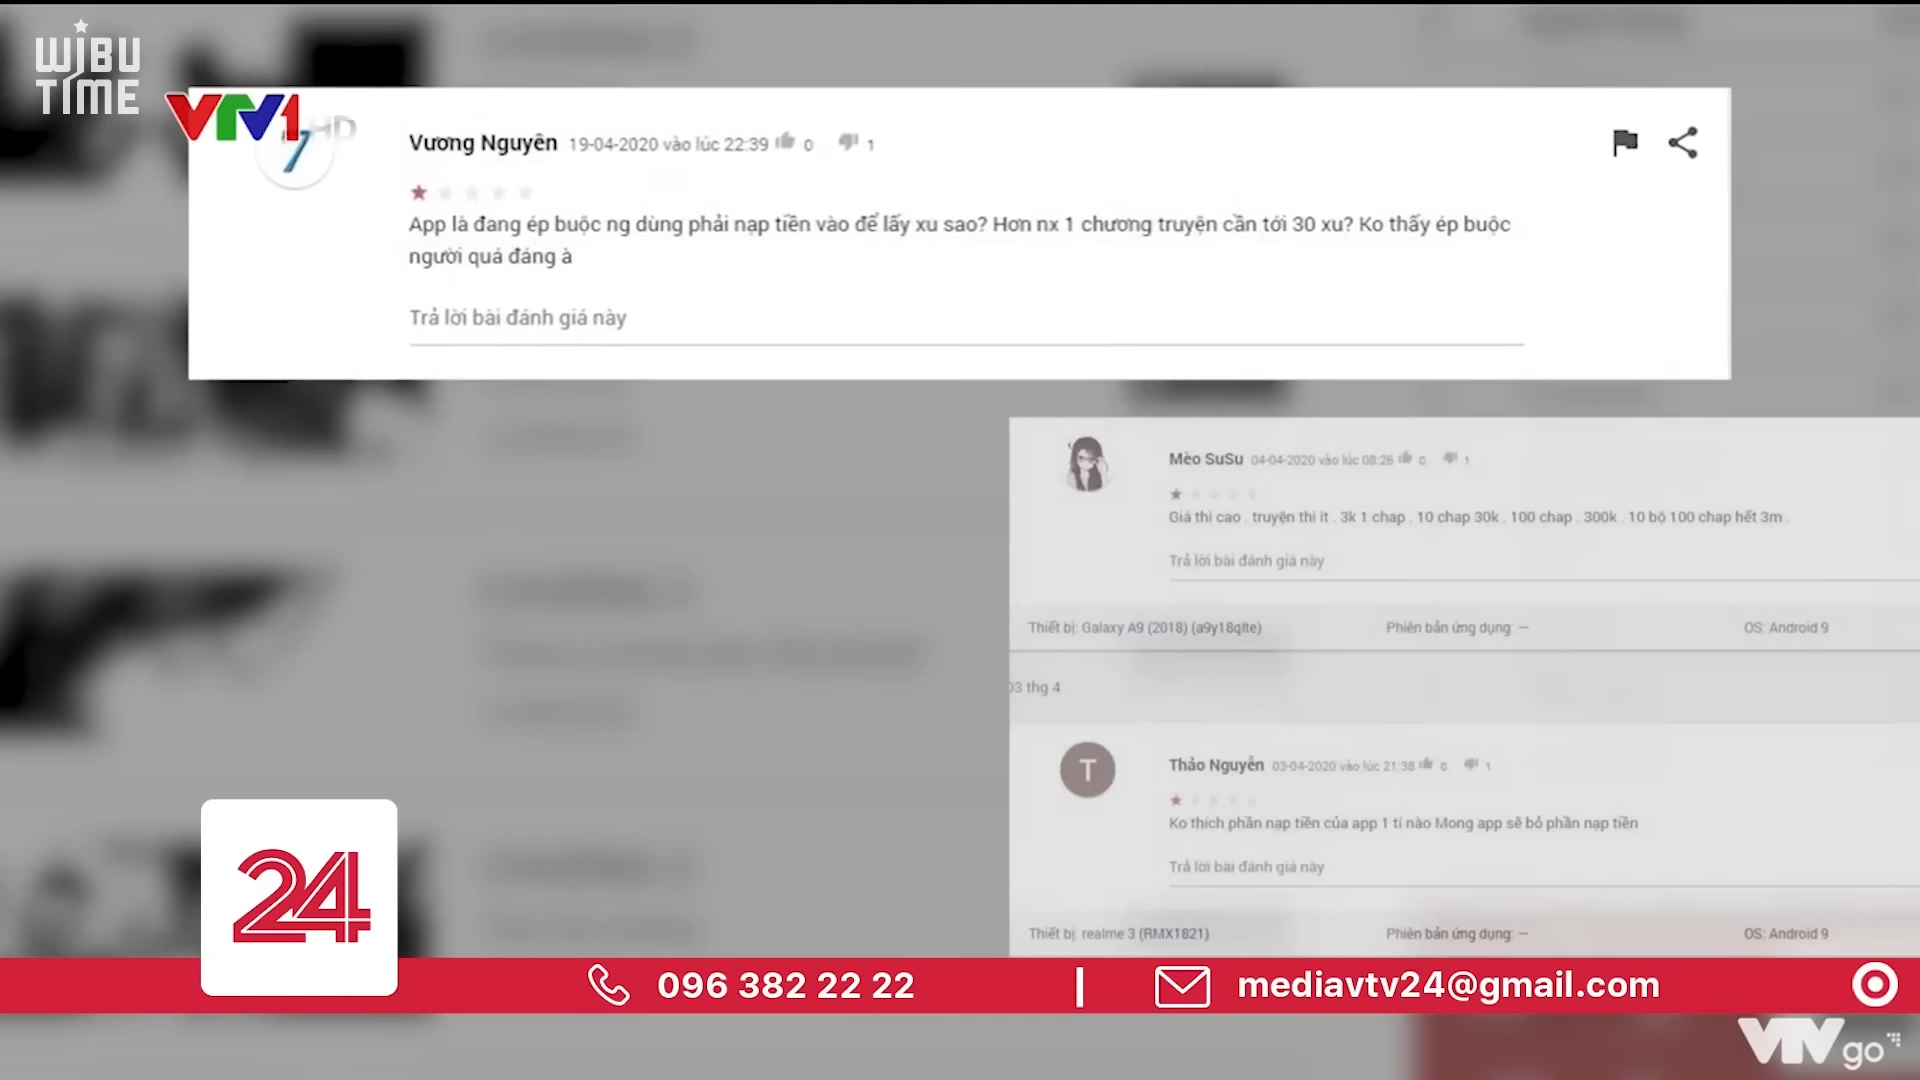 WIBU
TIME
VTV1 HD
7
Vương Nguyên 19-04-2020 vào lúc 22:39 0 1
App là đang ép buộc ng dùng phải nạp tiền vào để lấy xu sao? Hơn nx 1 chương truyện cần tới 30 xu? Ko thấy ép buộc
người quá đáng à
Trả lời bài đánh giá này
Mèo SuSu 04-04-2020 vào lúc 08:26 0 1
Giá thì cao . truyện thì ít . 3k 1 chap . 10 chap 30k . 100 chap . 300k . 10 bộ 100 chap hết 3m .
Trả lời bài đánh giá này
Thiết bị: Galaxy A9 (2018) (a9y18qlte) Phiên bản ứng dụng: — OS: Android 9
03 thg 4
T
Thảo Nguyễn 03-04-2020 vào lúc 21:38 0 1
Ko thích phần nạp tiền của app 1 tí nào Mong app sẽ bỏ phần nạp tiền
Trả lời bài đánh giá này
Thiết bị: realme 3 (RMX1821) Phiên bản ứng dụng: — OS: Android 9
24
096 382 22 22 | mediavtv24@gmail.com
VTV go